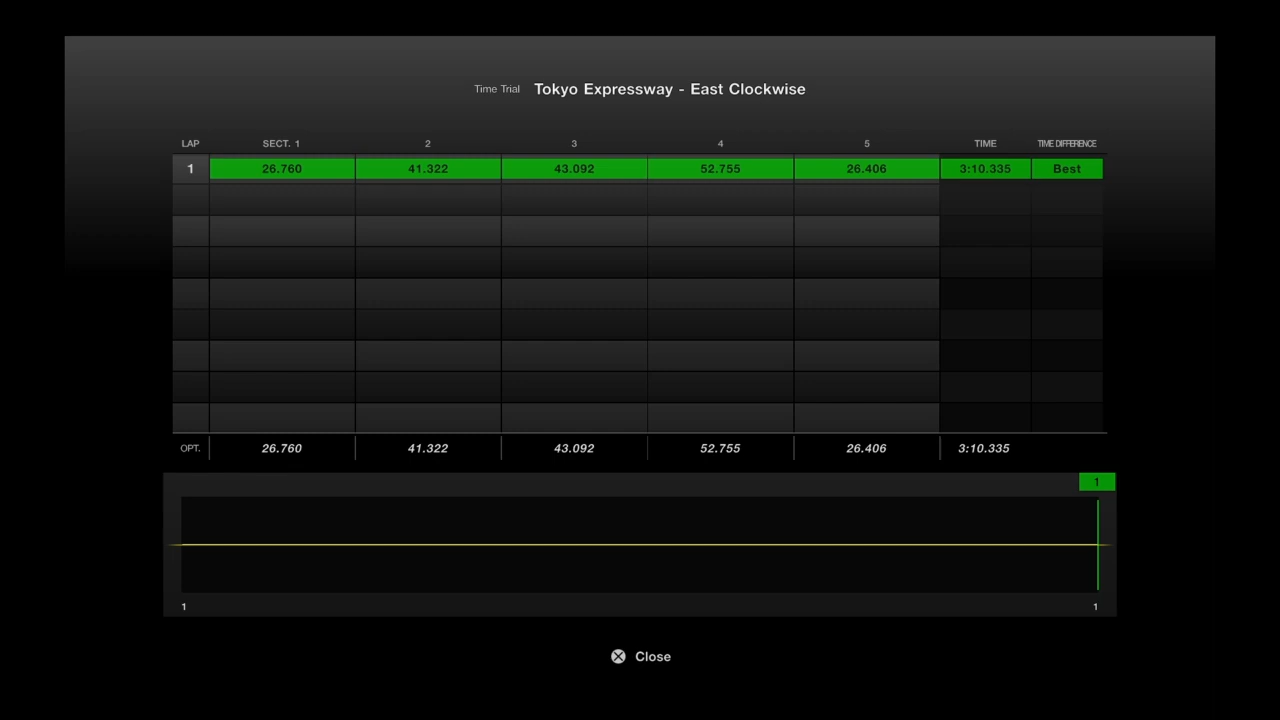 Time Trial Tokyo Expressway - East Clockwise
LAP SECT. 1 2 3 4 5 TIME TIME DIFFERENCE
1 26.760 41.322 43.092 52.755 26.406 3:10.335 Best
OPT. 26.760 41.322 43.092 52.755 26.406 3:10.335
1
1 1
Close